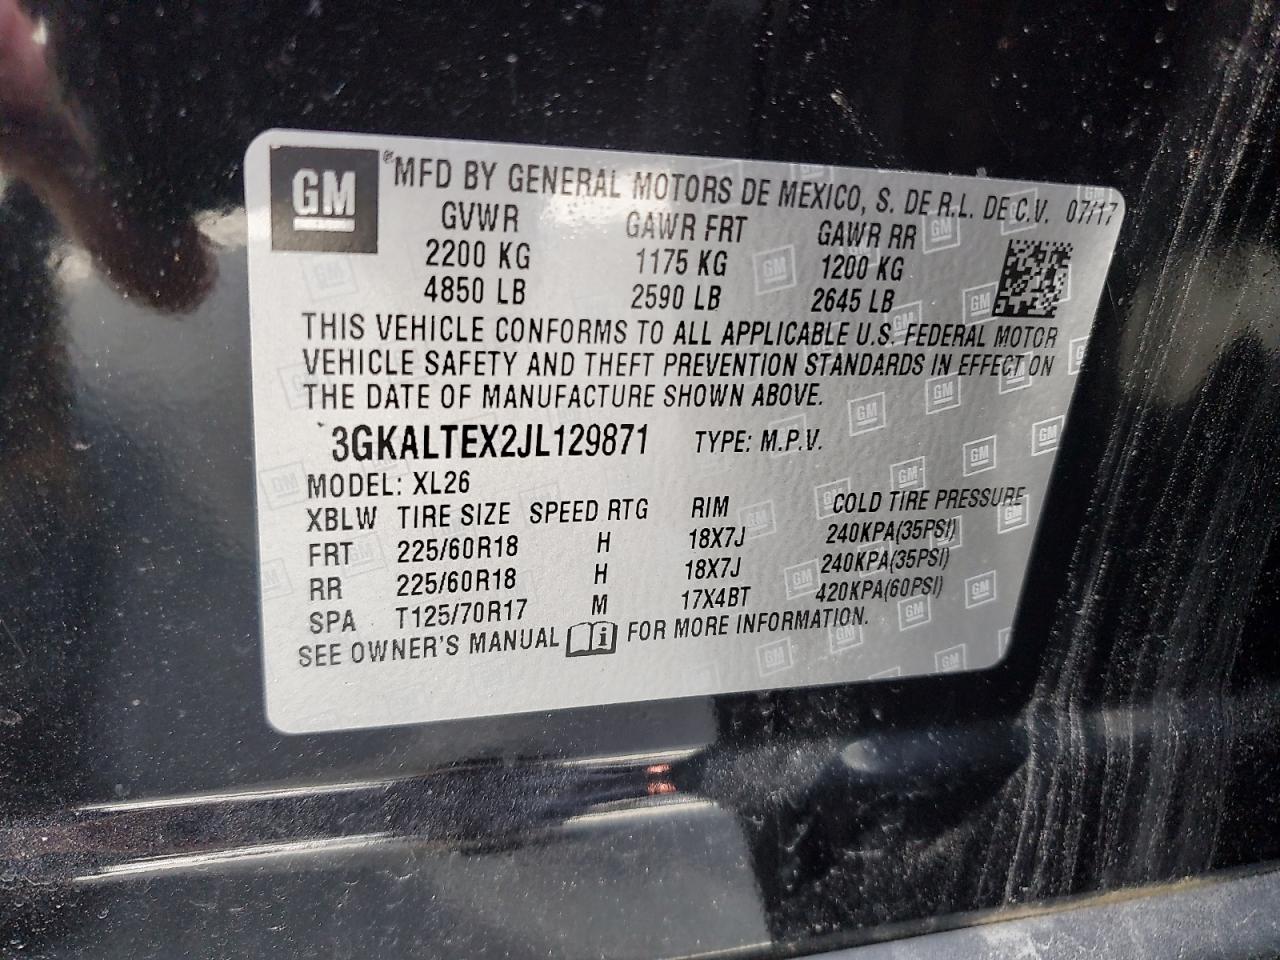 GM ®MFD BY GENERAL MOTORS DE MEXICO, S. DE R.L. DE C.V. 07/17
GVWR GAWR FRT GAWR RR
2200 KG 1175 KG 1200 KG
4850 LB 2590 LB 2645 LB
THIS VEHICLE CONFORMS TO ALL APPLICABLE U.S. FEDERAL MOTOR
VEHICLE SAFETY AND THEFT PREVENTION STANDARDS IN EFFECT ON
THE DATE OF MANUFACTURE SHOWN ABOVE.
3GKALTEX2JL129871 TYPE: M.P.V.
MODEL: XL26
XBLW TIRE SIZE SPEED RTG RIM COLD TIRE PRESSURE
FRT 225/60R18 H 18X7J 240KPA(35PSI)
RR 225/60R18 H 18X7J 240KPA(35PSI)
SPA T125/70R17 M 17X4BT 420KPA(60PSI)
SEE OWNER'S MANUAL FOR MORE INFORMATION.